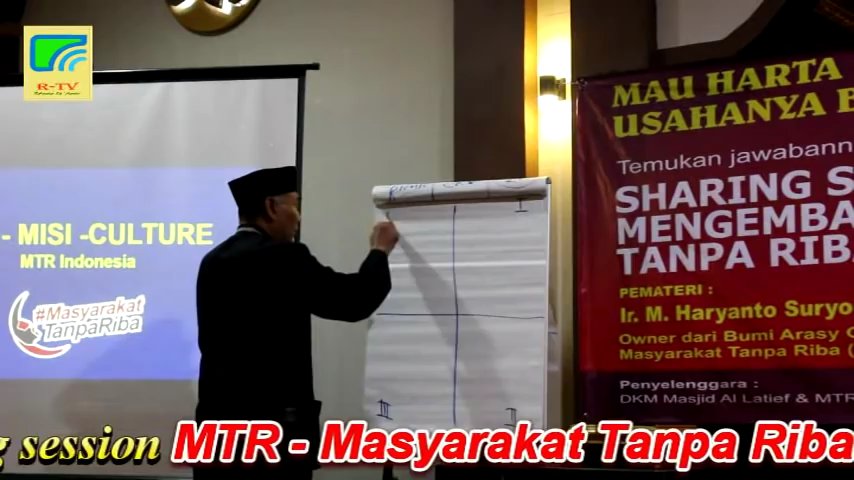 R-TV
- MISI -CULTURE
MTR Indonesia
#Masyarakat
TanpaRiba
I
III
II
MAU HARTA
USAHANYA B
Temukan jawabann
SHARING S
MENGEMBA
TANPA RIBA
PEMATERI :
Ir. M. Haryanto Suryo
Owner dari Bumi Arasy
Masyarakat Tanpa Riba (
Penyelenggara :
DKM Masjid Al Latief & MTR
g session MTR - Masyarakat Tanpa Riba